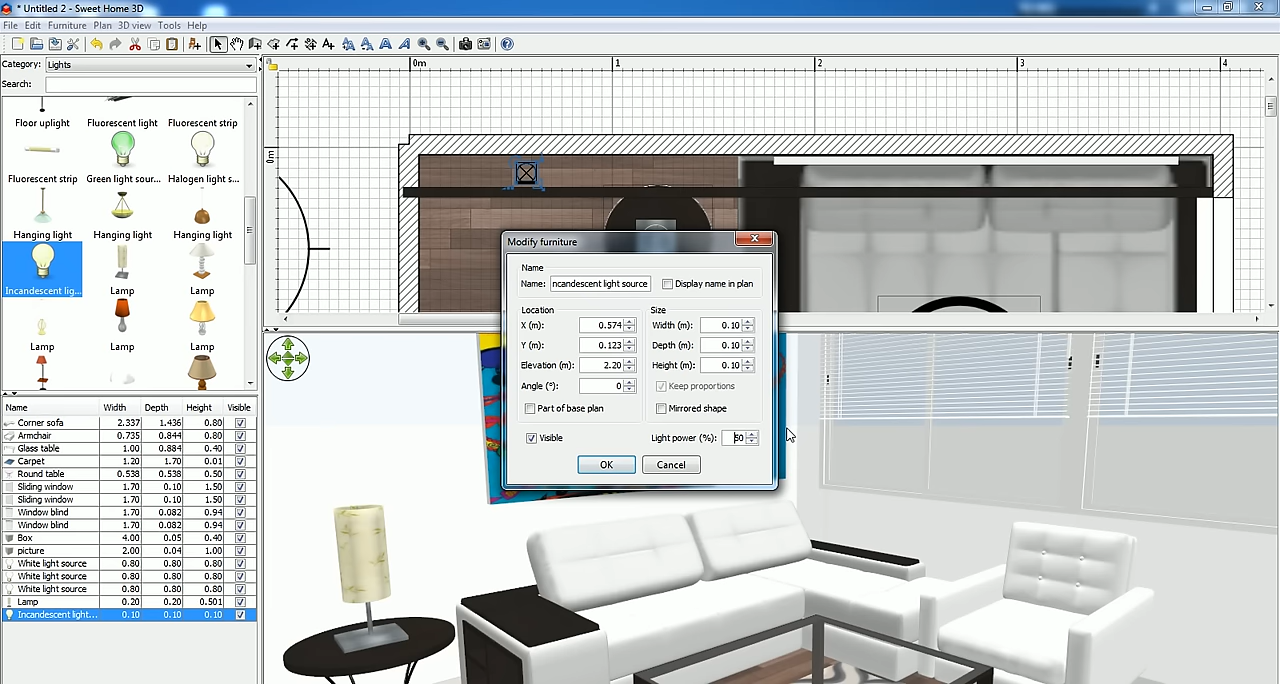 * Untitled 2 - Sweet Home 3D
File Edit Furniture Plan 3D view Tools Help
Category: Lights
Search:
0m 1 2 3 4
0m
Floor uplight Fluorescent light Fluorescent strip
Fluorescent strip Green light sour... Halogen light s...
Hanging light Hanging light Hanging light
Incandescent lig... Lamp Lamp
Lamp Lamp Lamp
Modify furniture
Name
Name: ncandescent light source Display name in plan
Location Size
X (m): 0.574 Width (m): 0.10
Y (m): 0.123 Depth (m): 0.10
Elevation (m): 2.20 Height (m): 0.10
Angle (°): 0 Keep proportions
Part of base plan Mirrored shape
Visible Light power (%): 50
OK Cancel
Name Width Depth Height Visible
Corner sofa 2.337 1.436 0.80
Armchair 0.735 0.844 0.80
Glass table 1.00 0.884 0.40
Carpet 1.20 1.70 0.01
Round table 0.538 0.538 0.50
Sliding window 1.70 0.10 1.50
Sliding window 1.70 0.10 1.50
Window blind 1.70 0.082 0.94
Window blind 1.70 0.082 0.94
Box 4.00 0.05 0.40
picture 2.00 0.04 1.00
White light source 0.80 0.80 0.80
White light source 0.80 0.80 0.80
White light source 0.80 0.80 0.80
Lamp 0.20 0.20 0.501
Incandescent light... 0.10 0.10 0.10